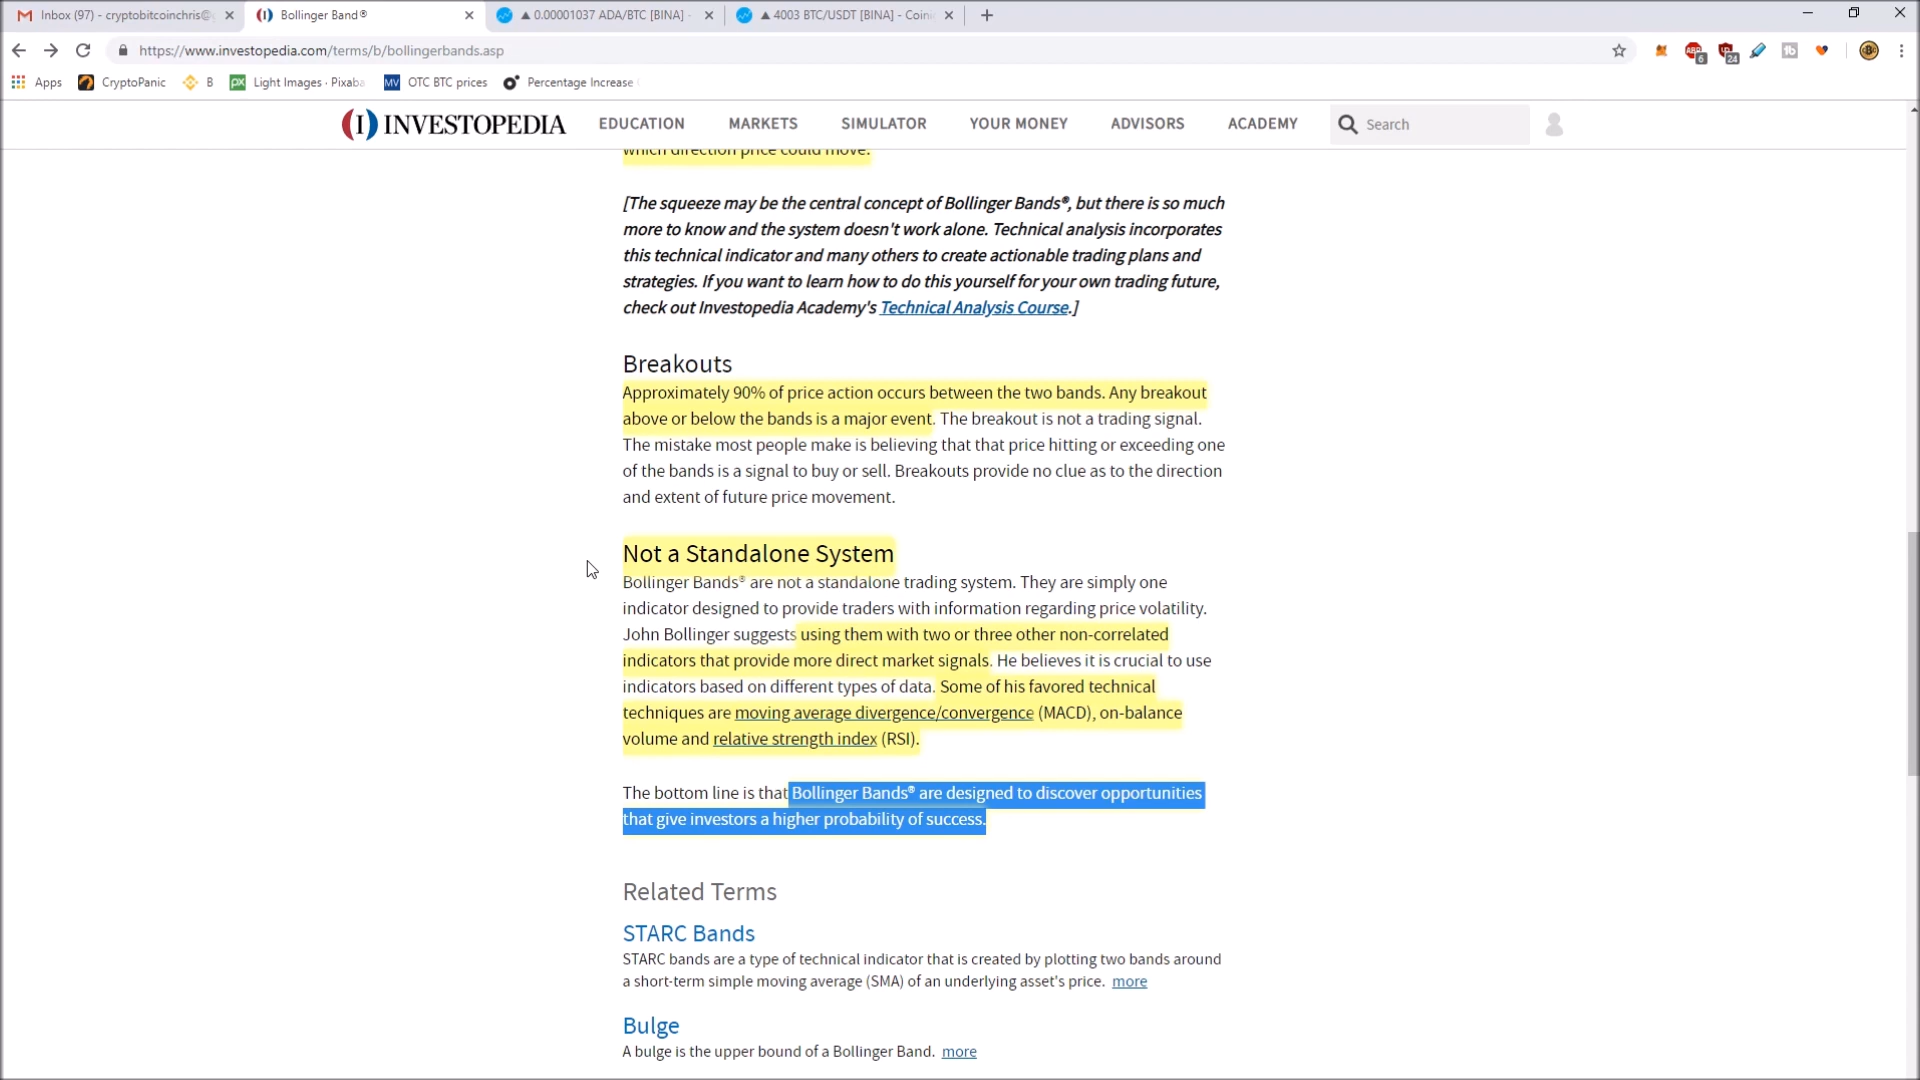 Inbox (97) - cryptobitcoinchris@g
Bollinger Band®
▲ 0.00001037 ADA/BTC [BINA] -
▲ 4003 BTC/USDT [BINA] - Coini
https://www.investopedia.com/terms/b/bollingerbands.asp
ABP
6
24
Apps
CryptoPanic
B
px
Light Images · Pixaba
MV
OTC BTC prices
Percentage Increase
(I) INVESTOPEDIA
EDUCATION
MARKETS
SIMULATOR
YOUR MONEY
ADVISORS
ACADEMY
Search
which direction price could move.
[The squeeze may be the central concept of Bollinger Bands®, but there is so much
more to know and the system doesn't work alone. Technical analysis incorporates
this technical indicator and many others to create actionable trading plans and
strategies. If you want to learn how to do this yourself for your own trading future,
check out Investopedia Academy's Technical Analysis Course.]
Breakouts
Approximately 90% of price action occurs between the two bands. Any breakout
above or below the bands is a major event. The breakout is not a trading signal.
The mistake most people make is believing that that price hitting or exceeding one
of the bands is a signal to buy or sell. Breakouts provide no clue as to the direction
and extent of future price movement.
Not a Standalone System
Bollinger Bands® are not a standalone trading system. They are simply one
indicator designed to provide traders with information regarding price volatility.
John Bollinger suggests using them with two or three other non-correlated
indicators that provide more direct market signals. He believes it is crucial to use
indicators based on different types of data. Some of his favored technical
techniques are moving average divergence/convergence (MACD), on-balance
volume and relative strength index (RSI).
The bottom line is that Bollinger Bands® are designed to discover opportunities
that give investors a higher probability of success.
Related Terms
STARC Bands
STARC bands are a type of technical indicator that is created by plotting two bands around
a short-term simple moving average (SMA) of an underlying asset's price. more
Bulge
A bulge is the upper bound of a Bollinger Band. more